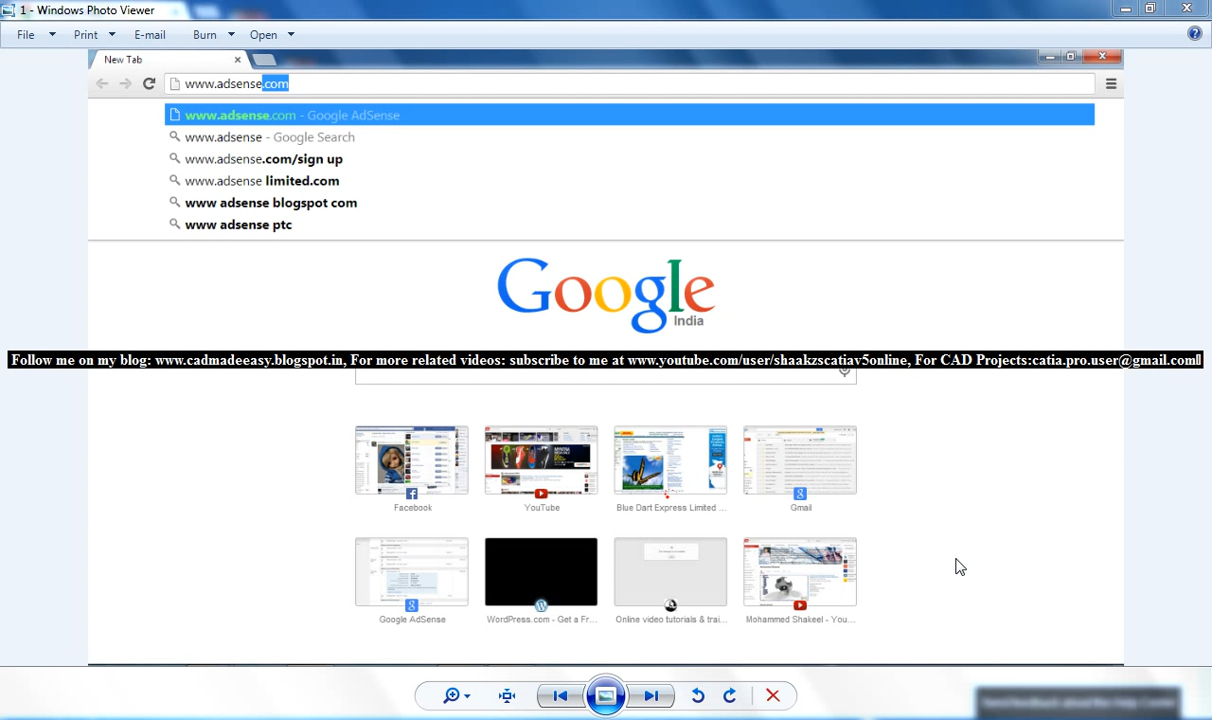 1 - Windows Photo Viewer
File Print E-mail Burn Open
New Tab
www.adsense.com
www.adsense.com - Google AdSense
www.adsense - Google Search
www.adsense.com/sign up
www.adsense limited.com
www adsense blogspot com
www adsense ptc
Google
India
Follow me on my blog: www.cadmadeeasy.blogspot.in, For more related videos: subscribe to me at www.youtube.com/user/shaakzscatiav5online, For CAD Projects:catia.pro.user@gmail.com
Facebook YouTube Blue Dart Express Limited ... Gmail
Google AdSense WordPress.com - Get a Fr... Online video tutorials & trai... Mohammed Shakeel - You...